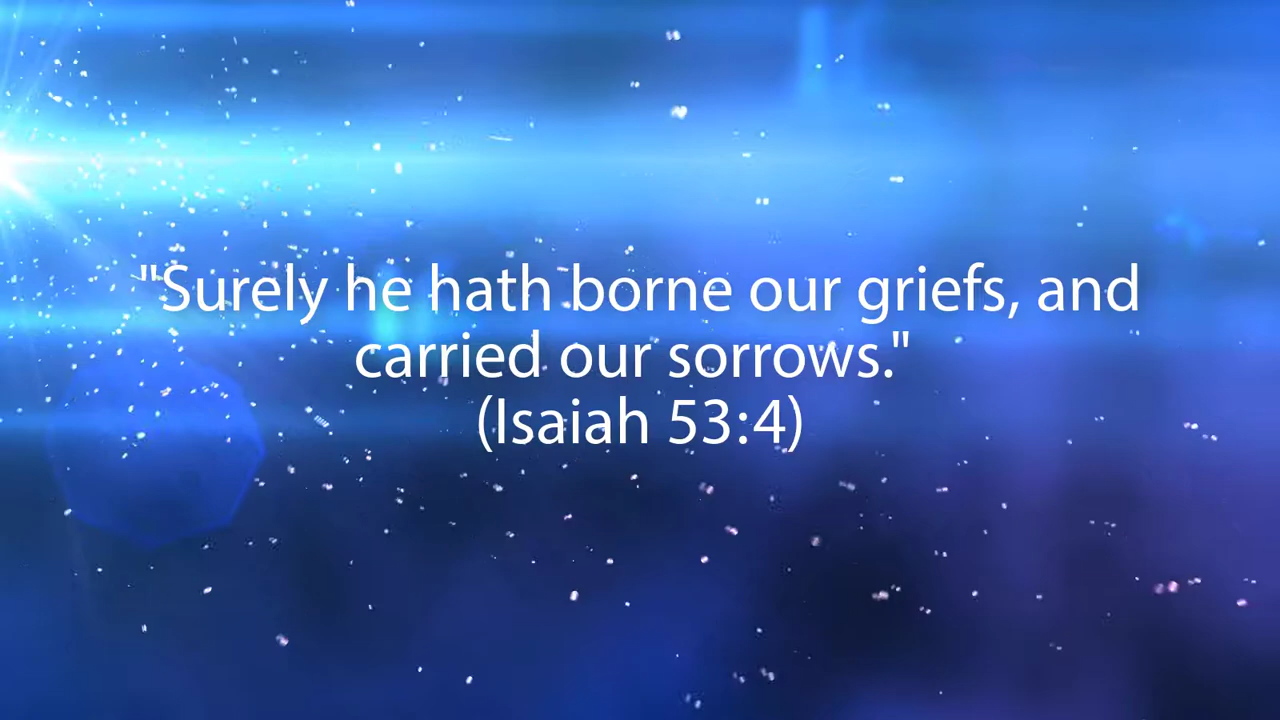 "Surely he hath borne our griefs, and
carried our sorrows."
(Isaiah 53:4)